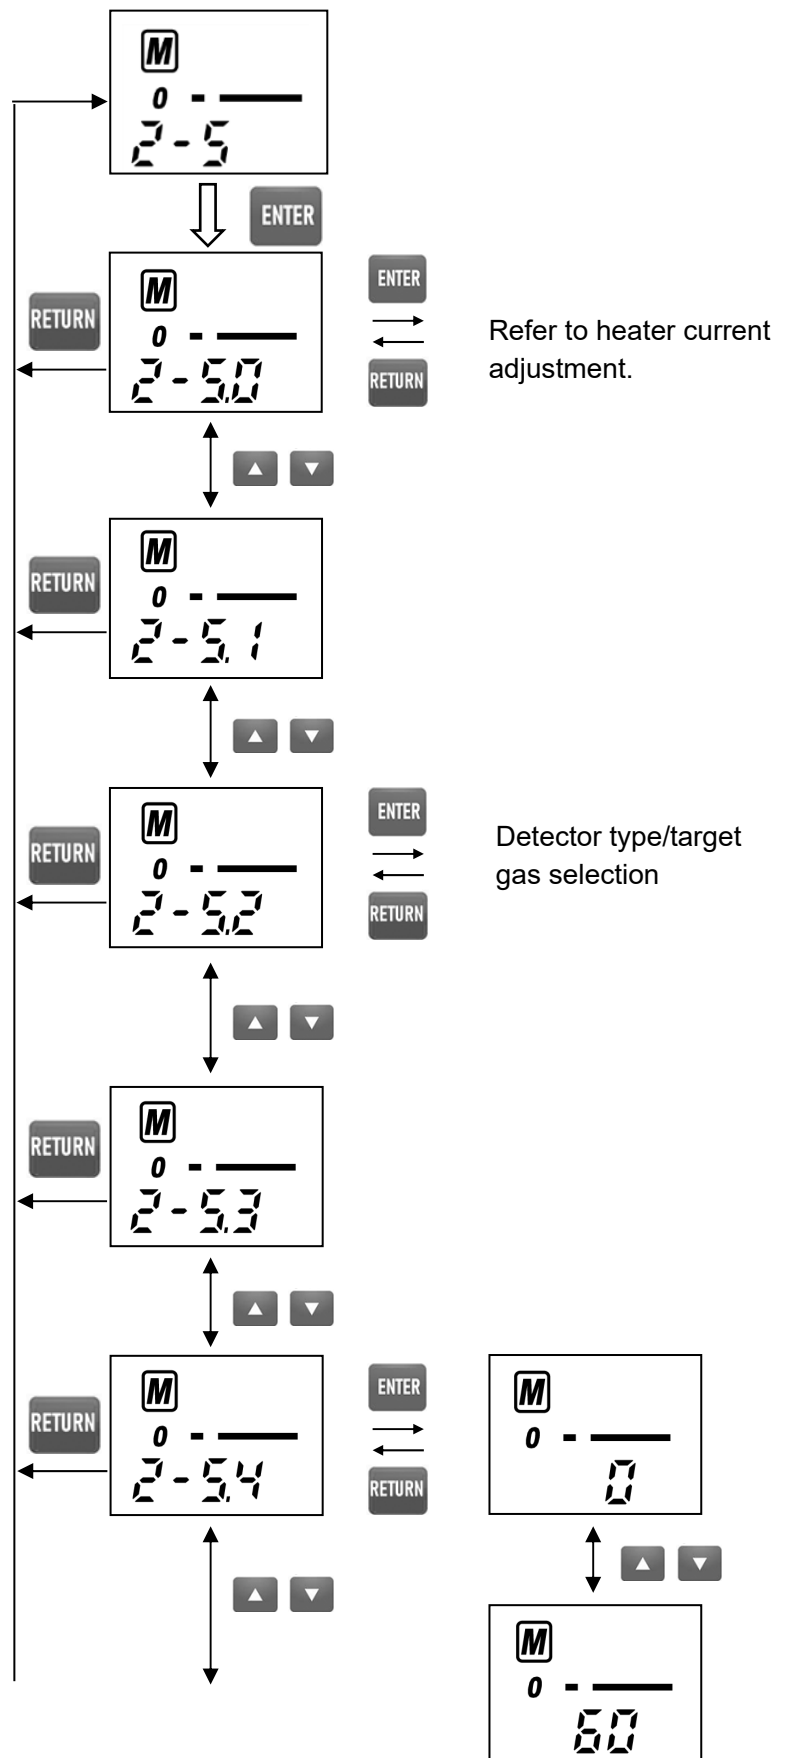 M
0
2-5
ENTER
M
0
2-5.0
RETURN
ENTER
RETURN
Refer to heater current
adjustment.
M
0
2-5.1
RETURN
M
0
2-5.2
RETURN
ENTER
RETURN
Detector type/target
gas selection
M
0
2-5.3
RETURN
M
0
2-5.4
RETURN
ENTER
RETURN
M
0
0
M
0
60